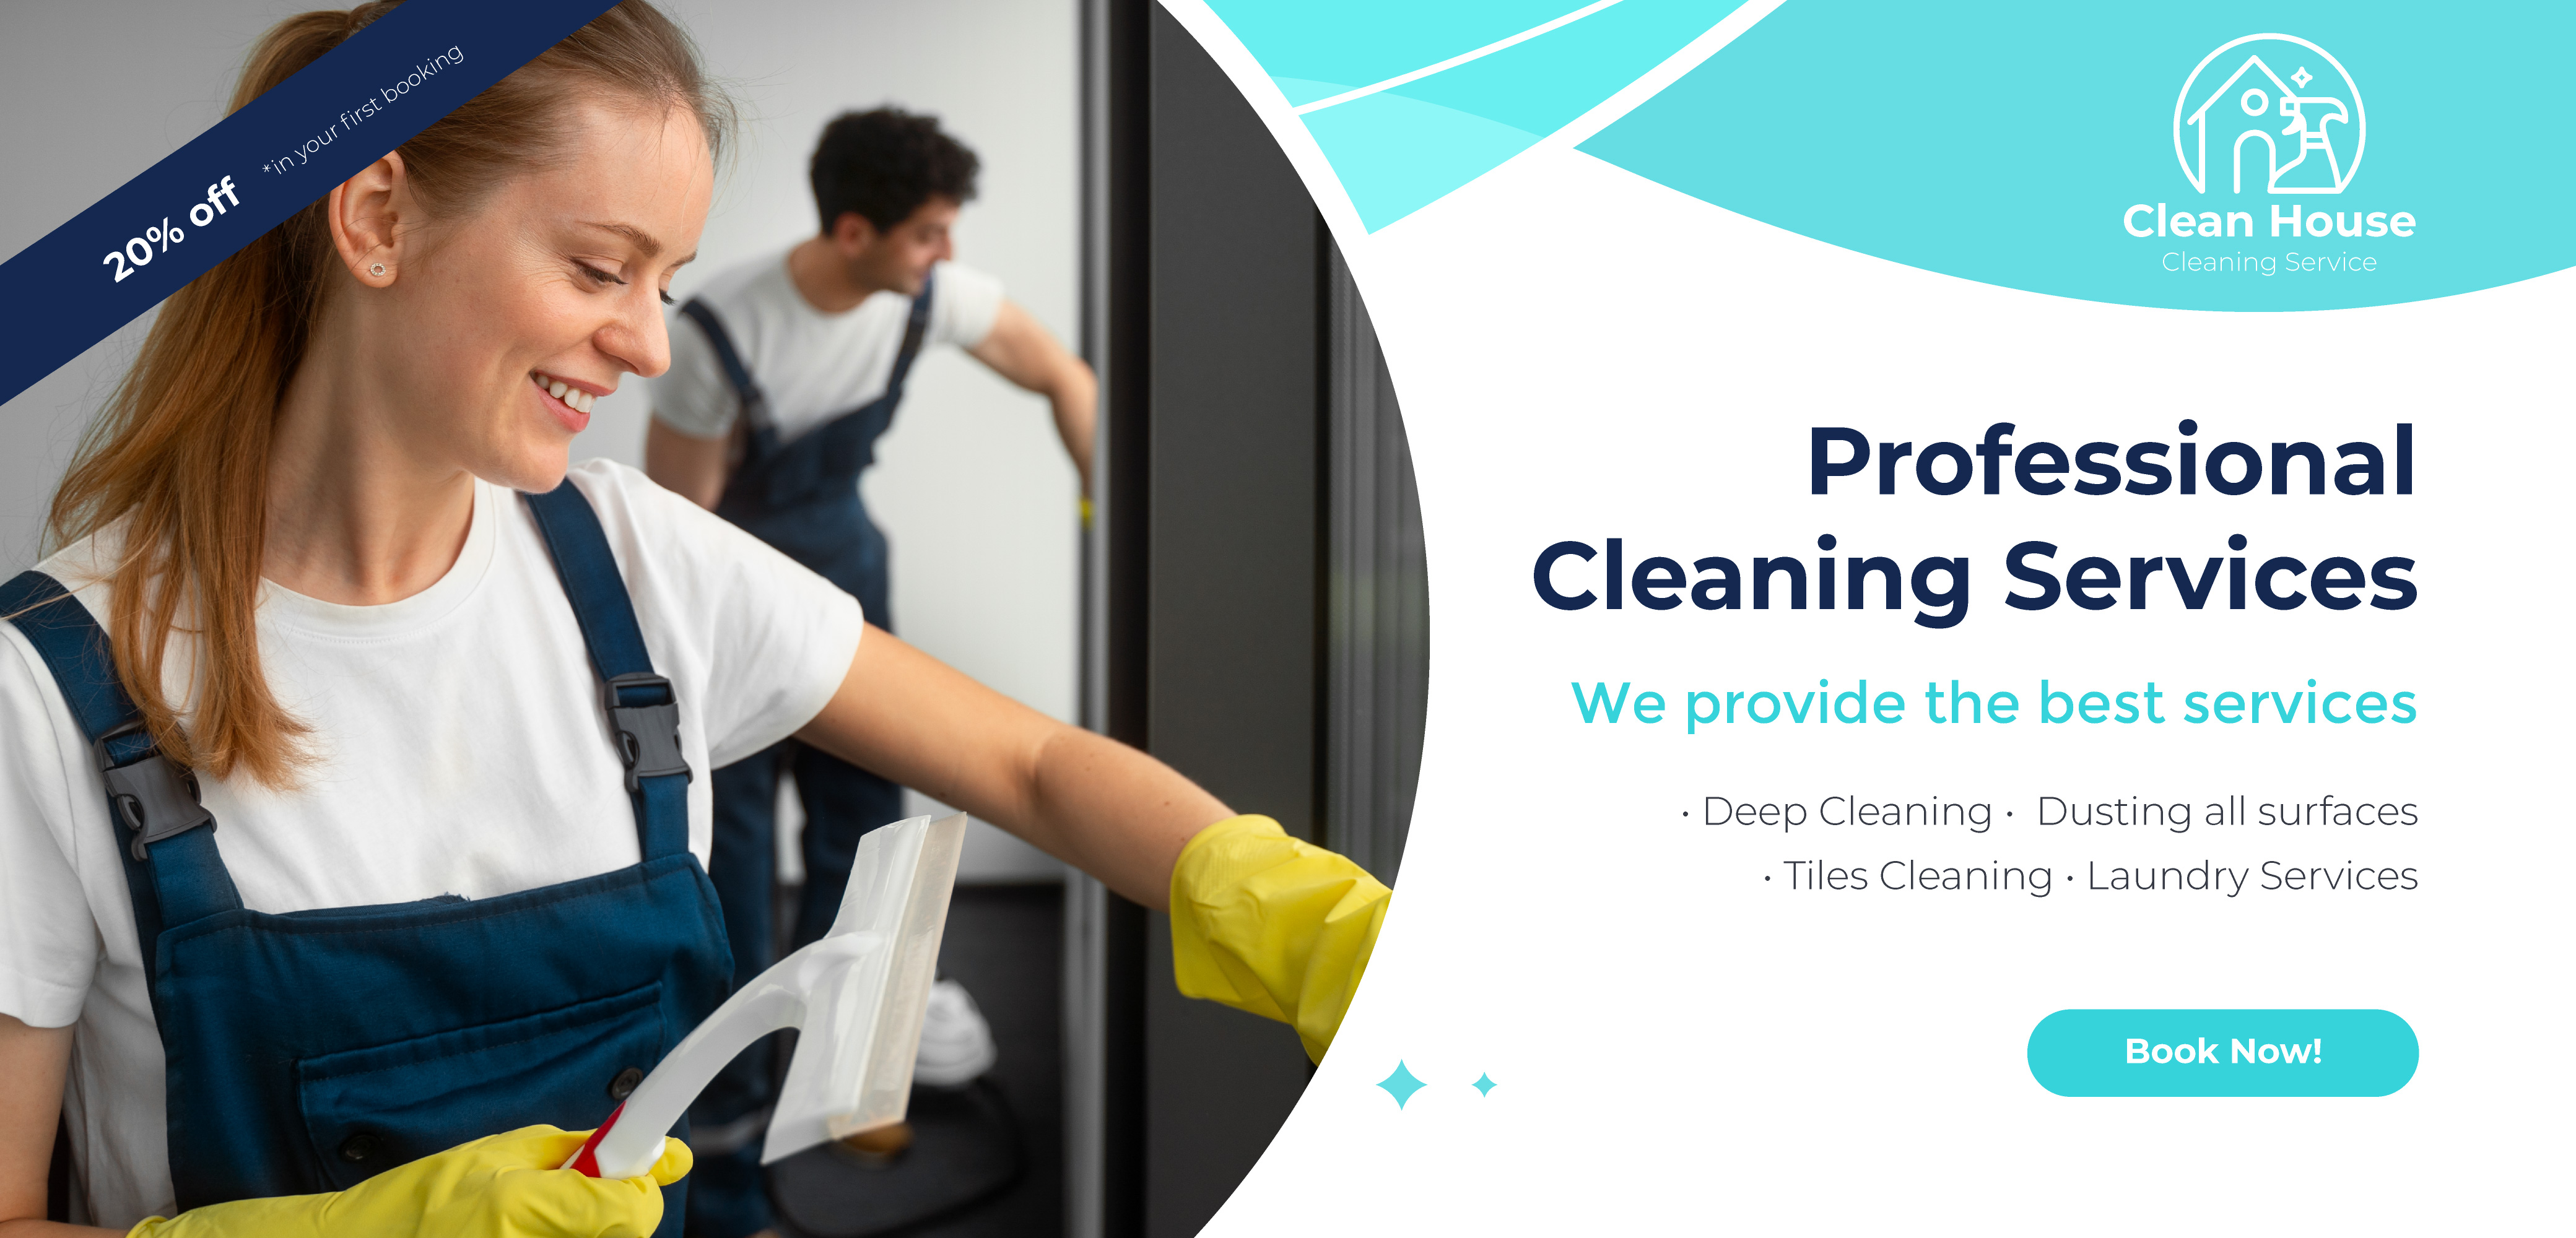 20% off *in your first booking
Clean House
Cleaning Service
Professional
Cleaning Services
We provide the best services
· Deep Cleaning · Dusting all surfaces
· Tiles Cleaning · Laundry Services
Book Now!